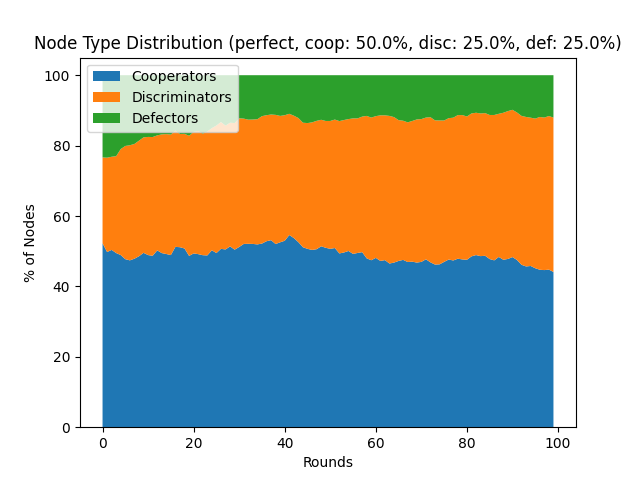 Node Type Distribution (perfect, coop: 50.0%, disc: 25.0%, def: 25.0%)
Cooperators
Discriminators
Defectors
% of Nodes
100
80
60
40
20
0
0 20 40 60 80 100
Rounds